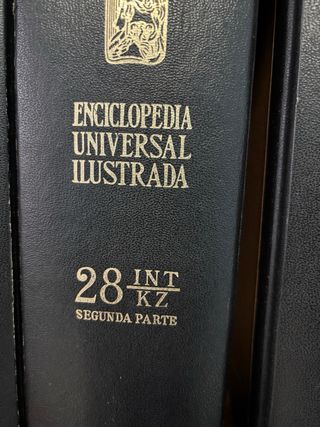 ENCICLOPEDIA
UNIVERSAL
ILUSTRADA
28 INT
KZ
SEGUNDA PARTE